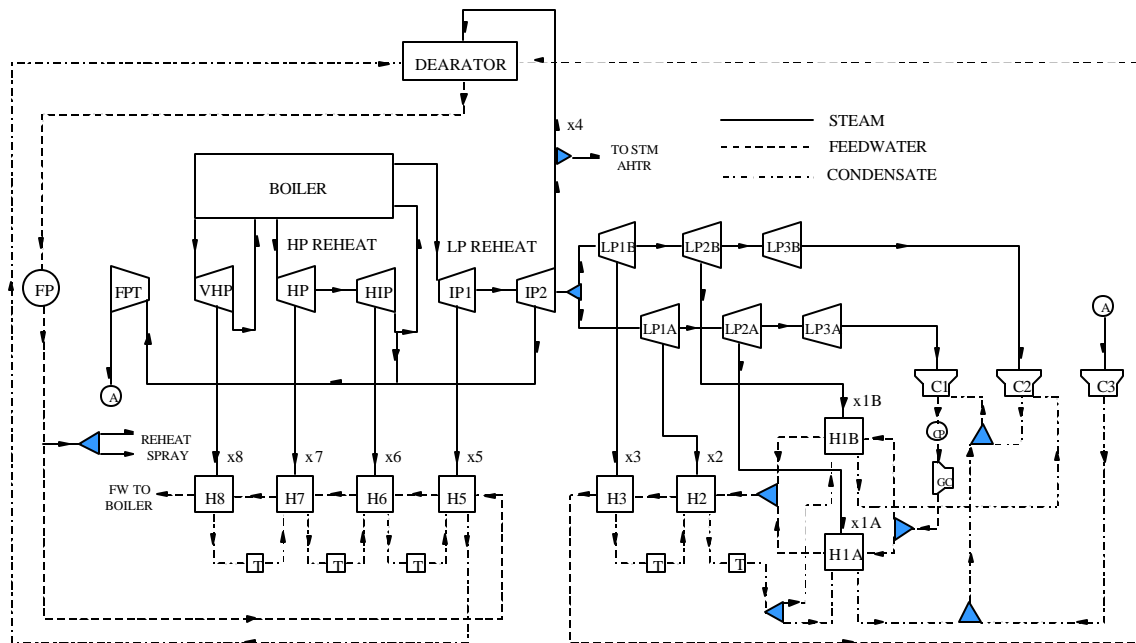 DEARATOR
x4
STEAM
FEEDWATER
CONDENSATE
TO STM
AHTR
BOILER
HP REHEAT
LP REHEAT
LP1B
LP2B
LP3B
FP
FPT
VHP
HP
HIP
IP1
IP2
LP1A
LP2A
LP3A
A
A
C1
C2
C3
x1B
CP
H1B
REHEAT
SPRAY
x8
x7
x6
x5
x3
x2
GC
FW TO
BOILER
H8
H7
H6
H5
H3
H2
x1A
H1A
T
T
T
T
T